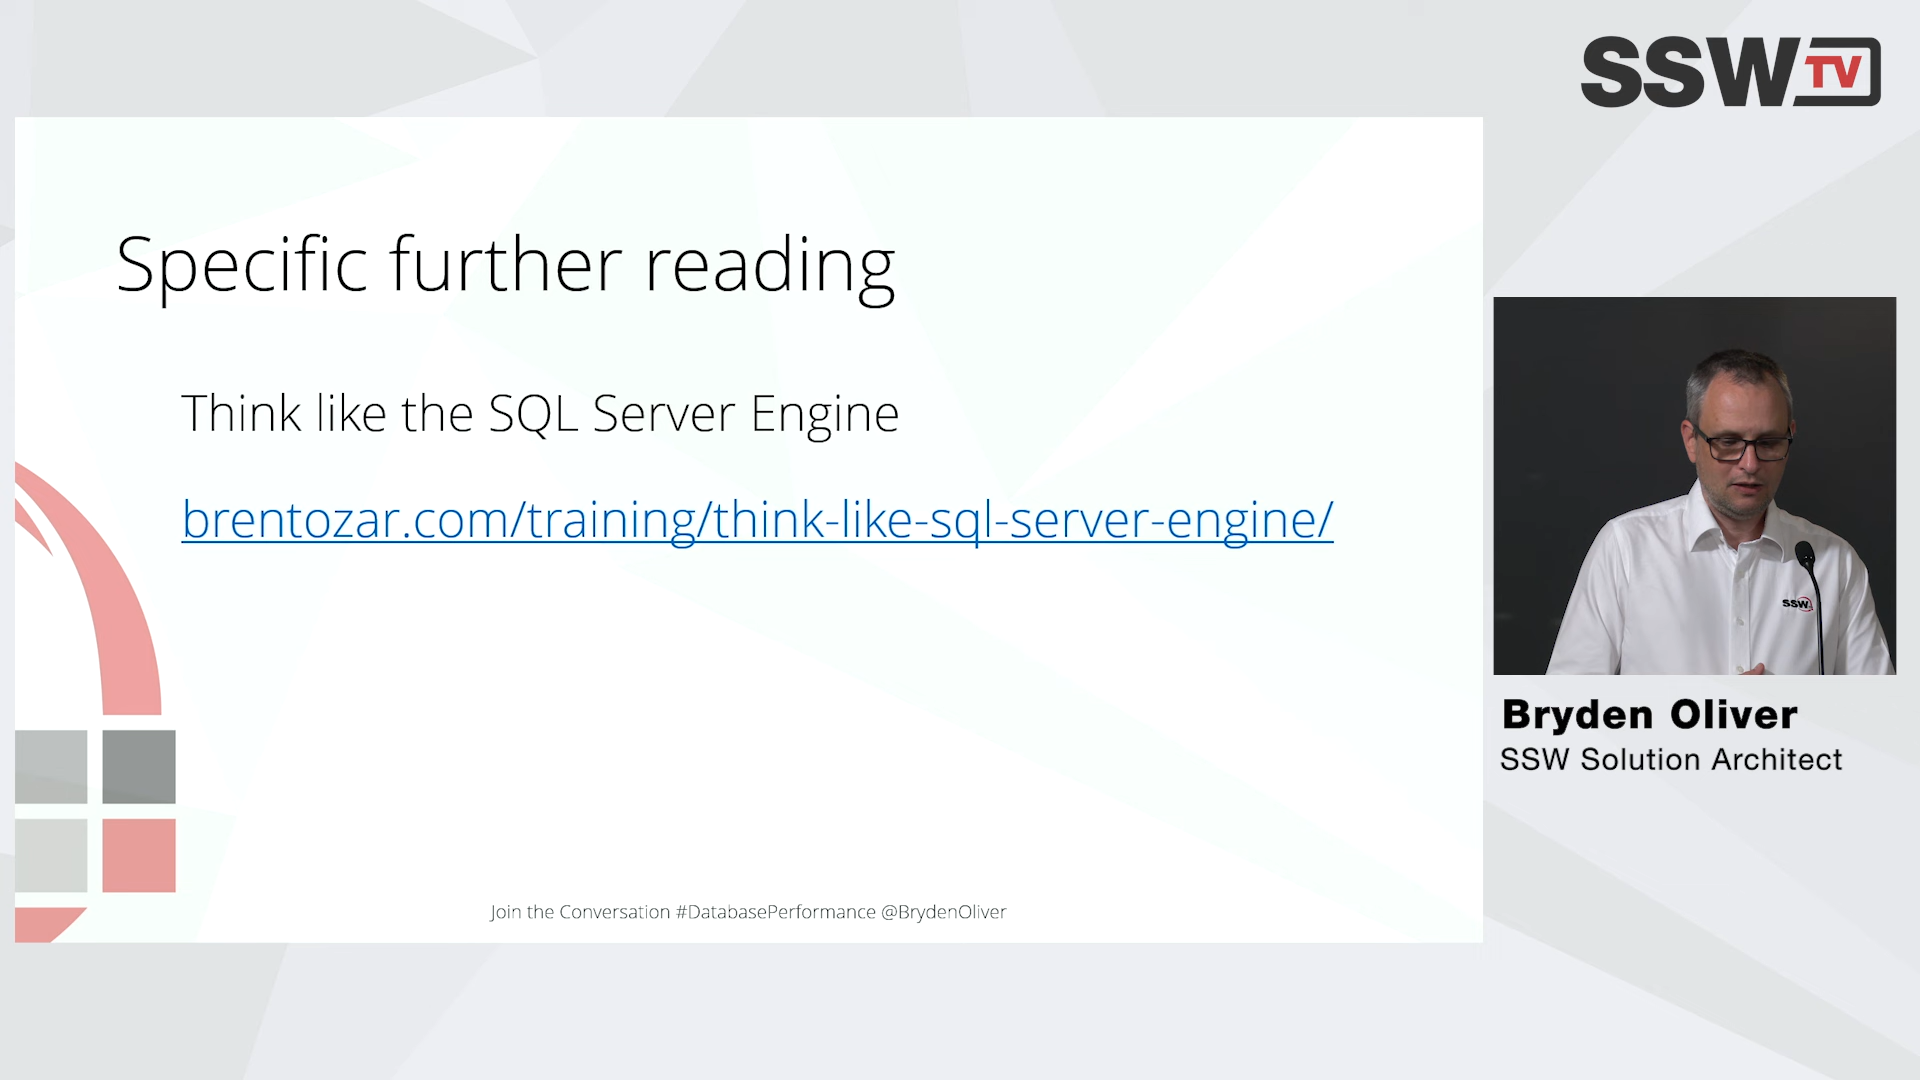 SSW TV
Specific further reading
Think like the SQL Server Engine
brentozar.com/training/think-like-sql-server-engine/
SSW
Bryden Oliver
SSW Solution Architect
Join the Conversation #DatabasePerformance @BrydenOliver